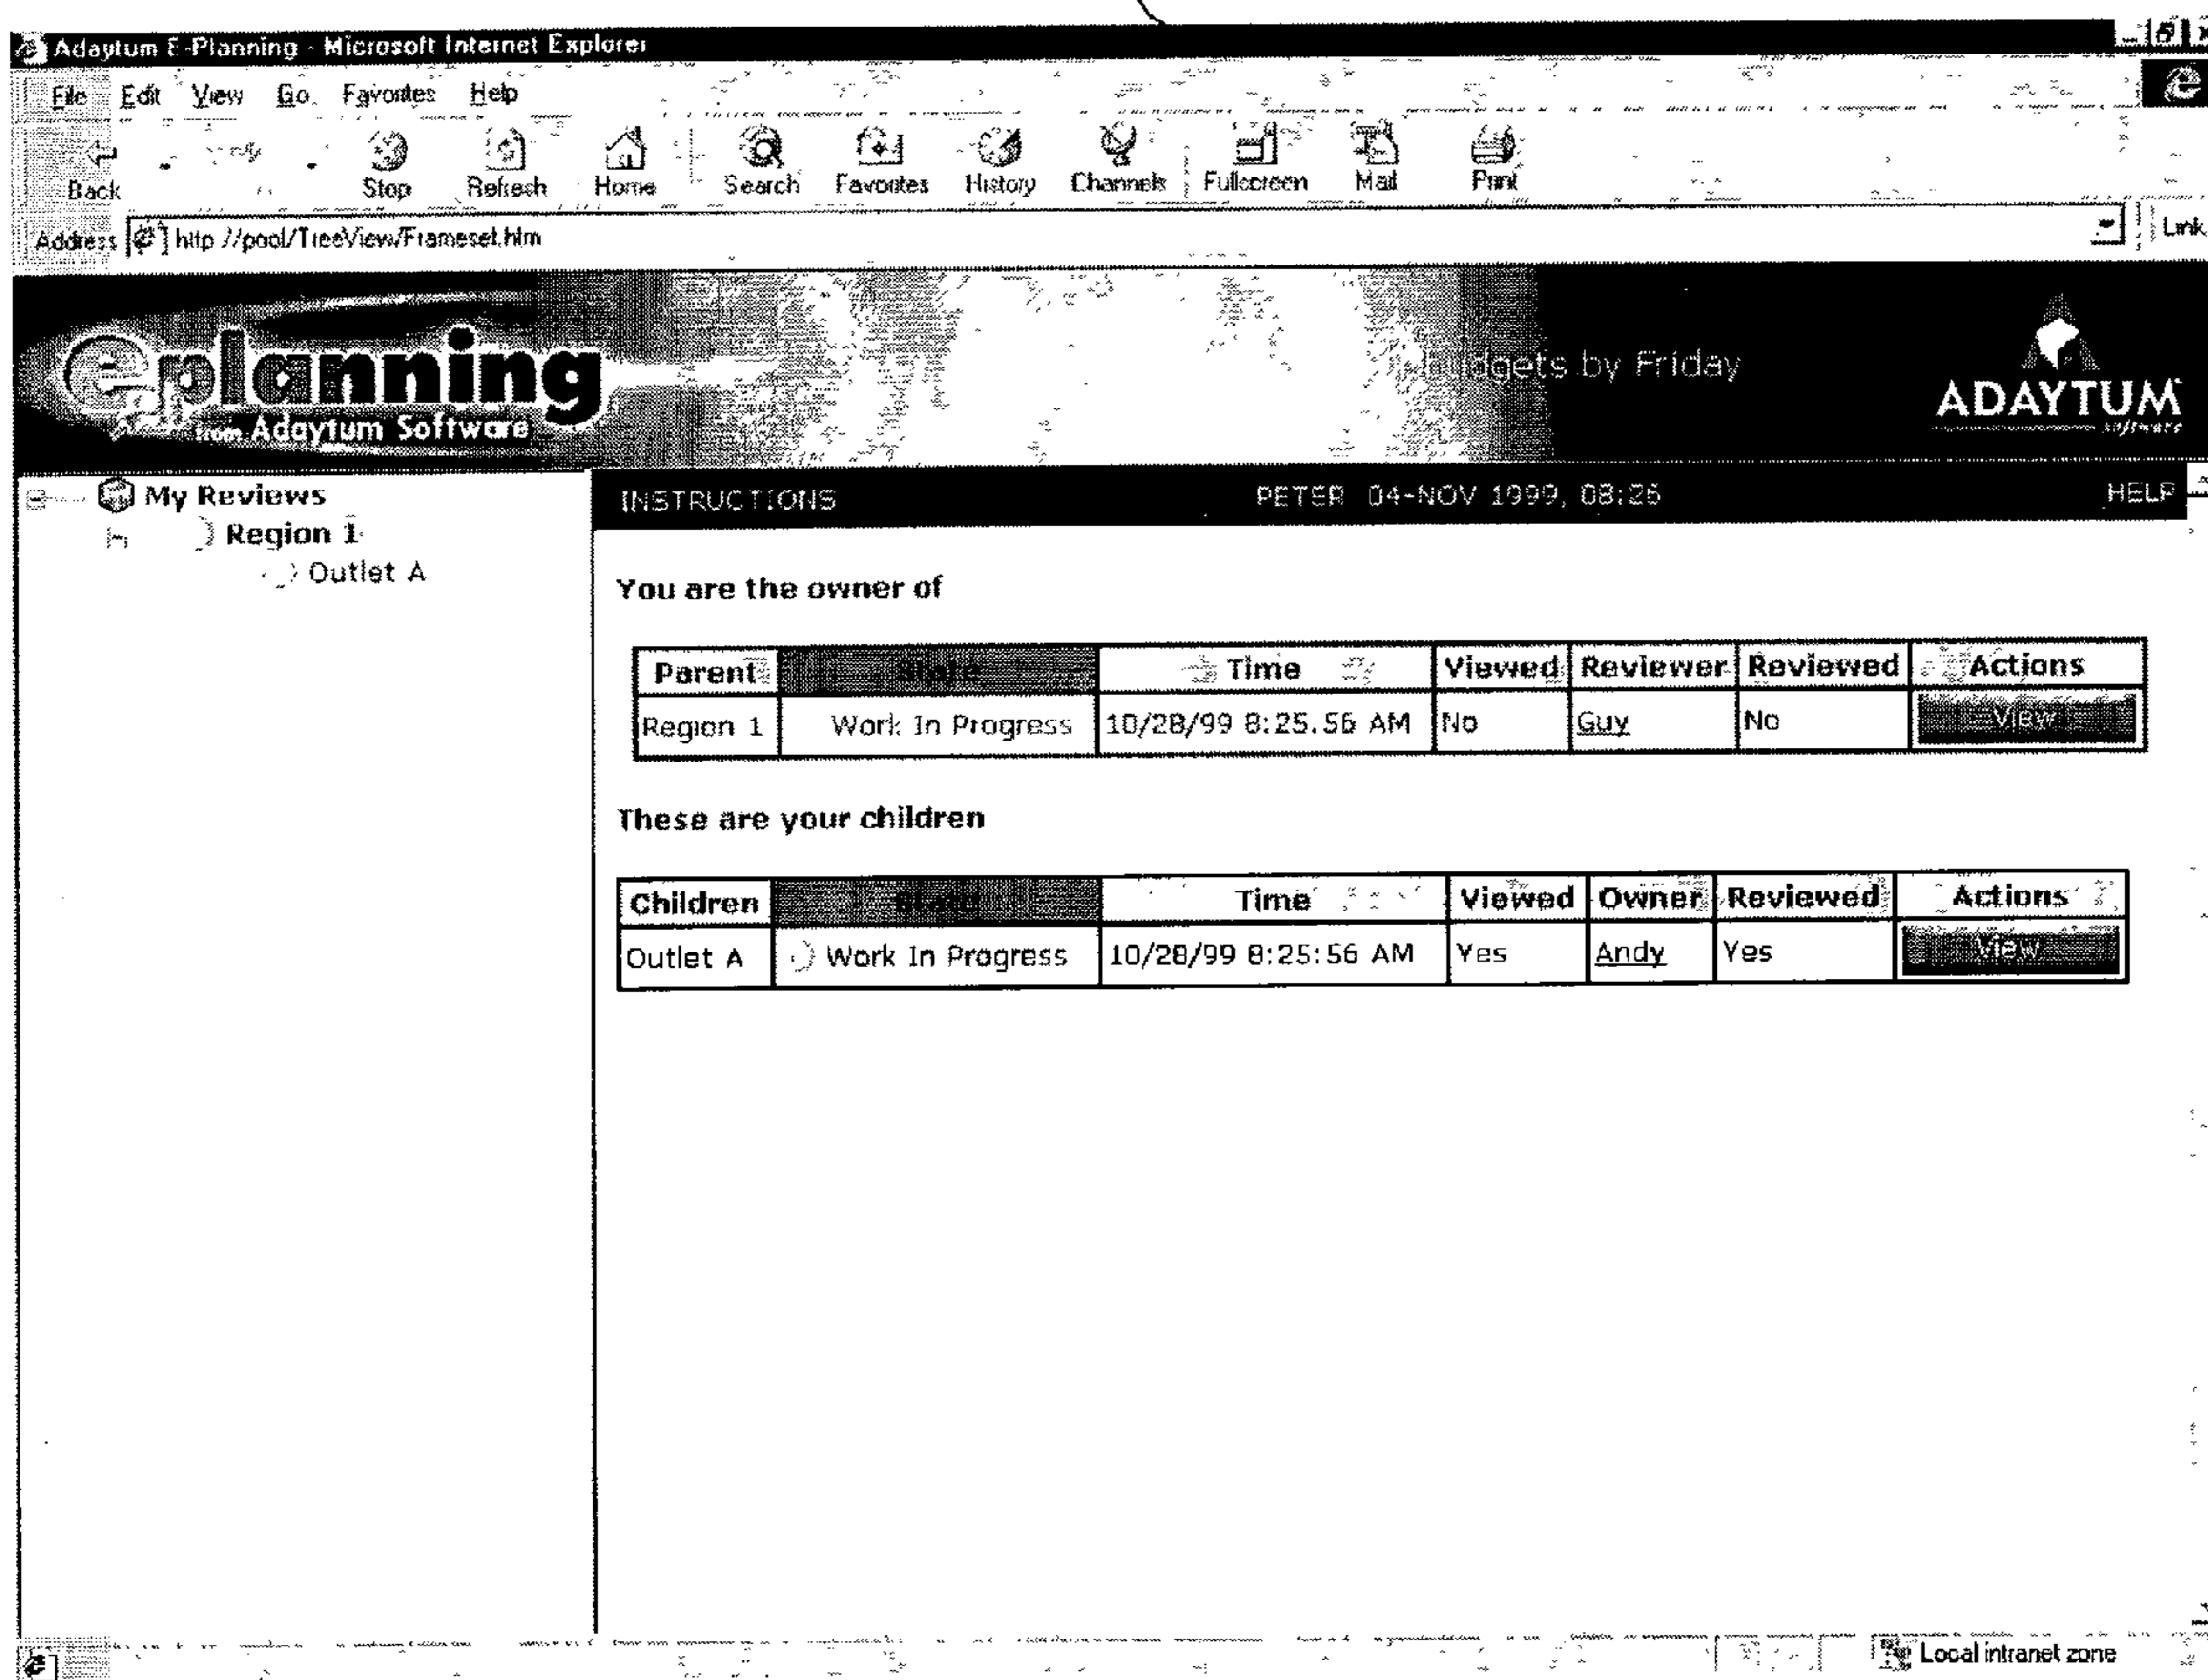 Adaytum E-Planning - Microsoft Internet Explorer
File Edit View Go Favorites Help
Back Stop Refresh Home Search Favorites History Channels Fullscreen Mail Print
Address http //pool/TreeView/Frameset.htm Link
eplanning
from Adaytum Software
budgets by Friday
ADAYTUM
software
My Reviews
Region 1
Outlet A
INSTRUCTIONS PETER 04-NOV 1999, 08:26 HELP
You are the owner of
Parent State Time Viewed Reviewer Reviewed Actions
Region 1 Work In Progress 10/28/99 8:25.56 AM No Guy No View
These are your children
Children State Time Viewed Owner Reviewed Actions
Outlet A Work In Progress 10/28/99 8:25:56 AM Yes Andy Yes View
Local intranet zone